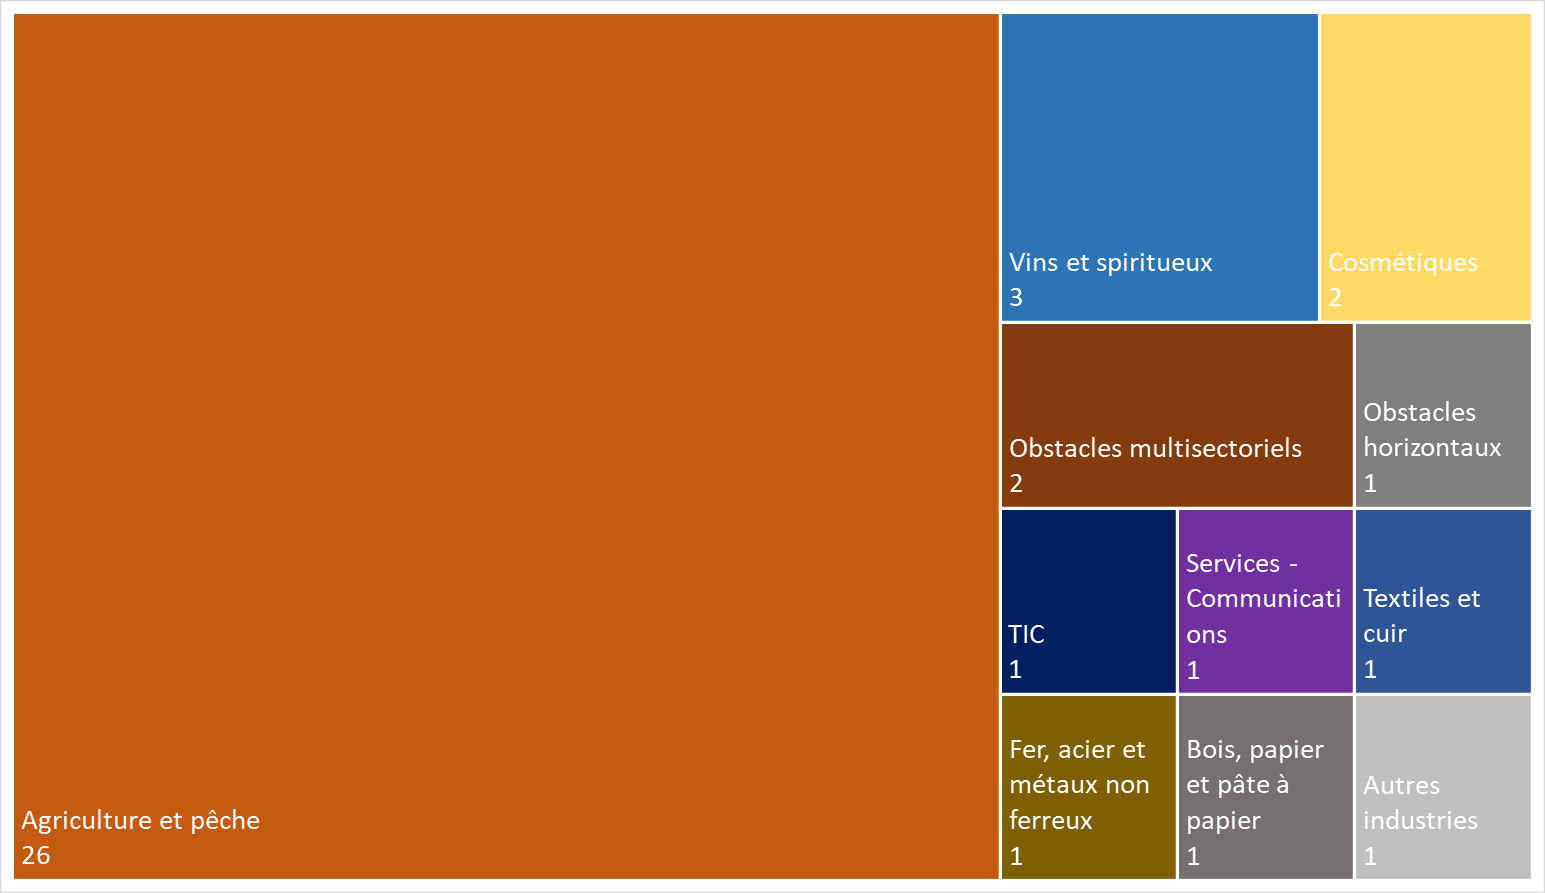 Agriculture et pêche
26
Vins et spiritueux
3
Cosmétiques
2
Obstacles multisectoriels
2
Obstacles
horizontaux
1
TIC
1
Services -
Communicati
ons
1
Textiles et
cuir
1
Fer, acier et
métaux non
ferreux
1
Bois, papier
et pâte à
papier
1
Autres
industries
1